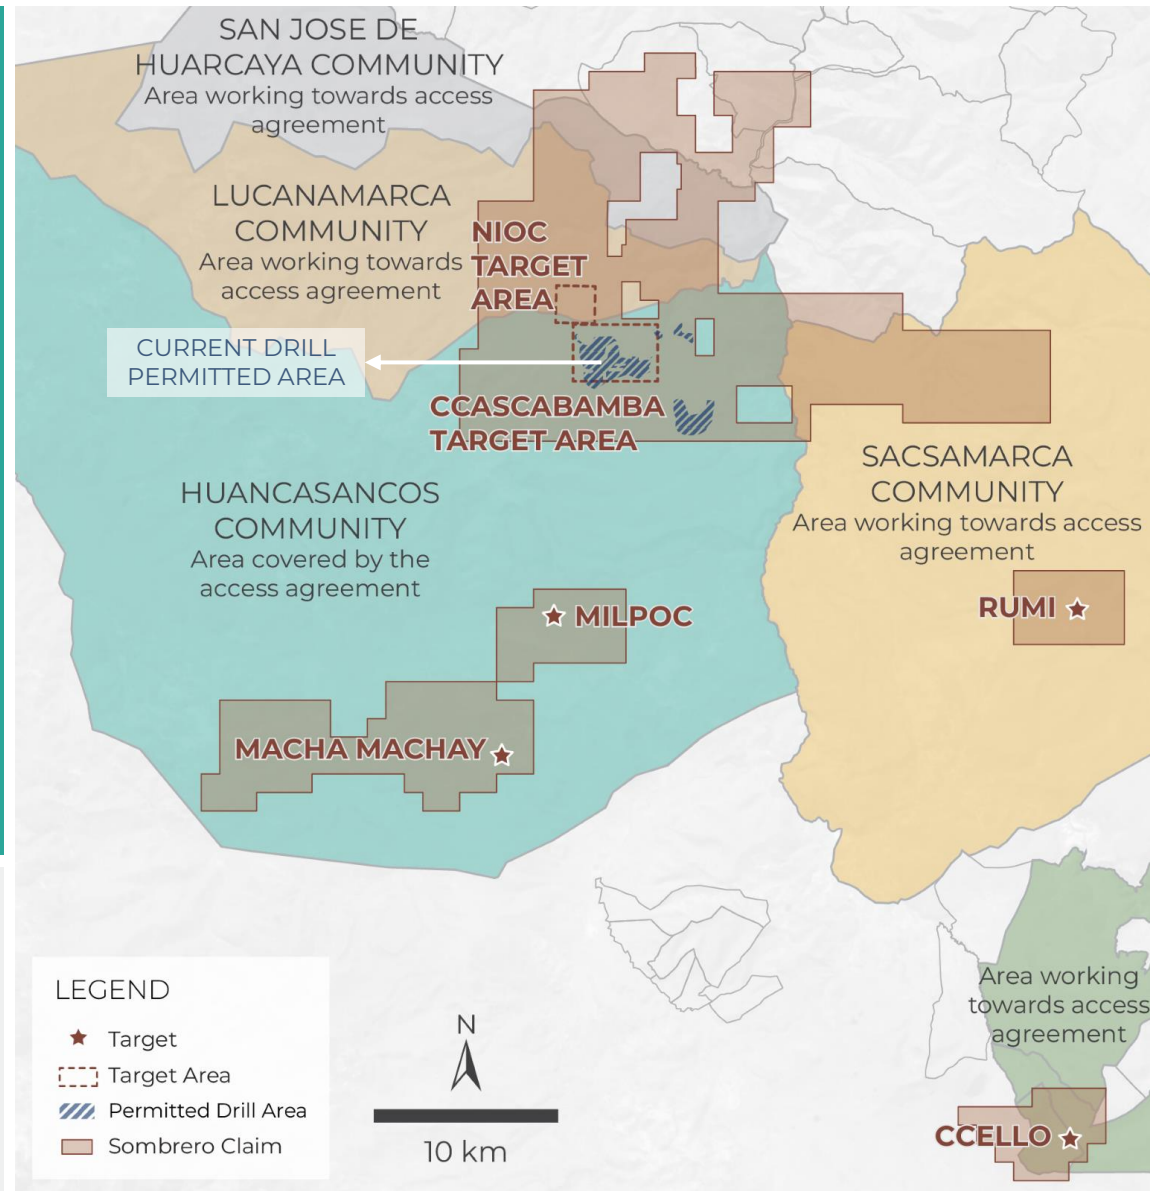 SAN JOSE DE
HUARCAYA COMMUNITY
Area working towards access
agreement
LUCANAMARCA
COMMUNITY
Area working towards
access agreement
NIOC
TARGET
AREA
CURRENT DRILL
PERMITTED AREA
CCASCABAMBA
TARGET AREA
HUANCASANCOS
COMMUNITY
Area covered by the
access agreement
SACSAMARCA
COMMUNITY
Area working towards access
agreement
RUMI
MILPOC
MACHA MACHAY
Area working
towards access
agreement
CCELLO
LEGEND
Target
Target Area
Permitted Drill Area
Sombrero Claim
N
10 km